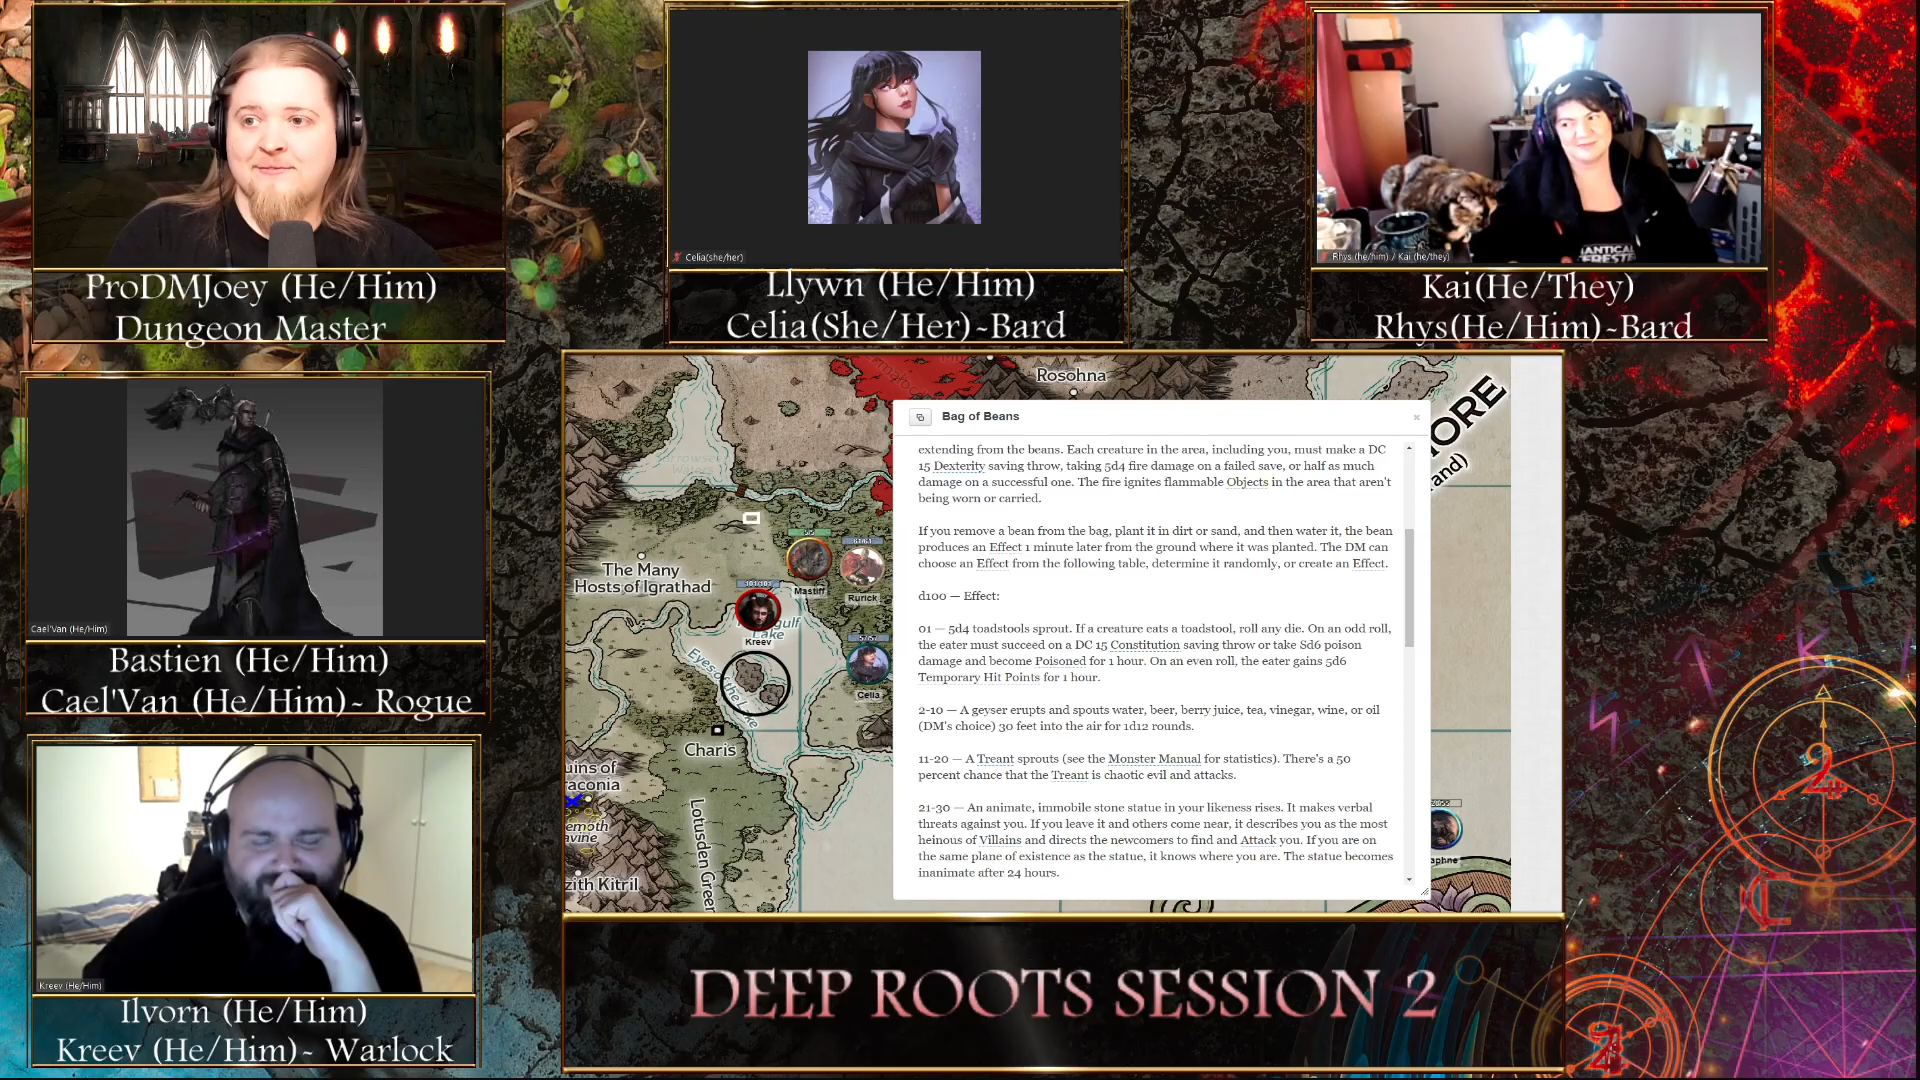 ProDMJoey (He/Him)
Dungeon Master
Celia(she/her)
Llywn (He/Him)
Celia(She/Her)-Bard
Rhys (he/him) / Kai (he/they)
Kai(He/They)
Rhys(He/Him)-Bard
Cael'Van (He/Him)
Bastien (He/Him)
Cael'Van (He/Him)- Rogue
Kreev (He/Him)
Ilvorn (He/Him)
Kreev (He/Him)- Warlock
Rosohna
The Many
Hosts of Igrathad
Mastiff
61/61
Rurick
101/101
Kreev
Lake
Eyes of the Lake
57/57
Celia
Charis
Lotusden Green
Bag of Beans
extending from the beans. Each creature in the area, including you, must make a DC
15 Dexterity saving throw, taking 5d4 fire damage on a failed save, or half as much
damage on a successful one. The fire ignites flammable Objects in the area that aren't
being worn or carried.
If you remove a bean from the bag, plant it in dirt or sand, and then water it, the bean
produces an Effect 1 minute later from the ground where it was planted. The DM can
choose an Effect from the following table, determine it randomly, or create an Effect.
d100 — Effect:
01 — 5d4 toadstools sprout. If a creature eats a toadstool, roll any die. On an odd roll,
the eater must succeed on a DC 15 Constitution saving throw or take Sd6 poison
damage and become Poisoned for 1 hour. On an even roll, the eater gains 5d6
Temporary Hit Points for 1 hour.
2-10 — A geyser erupts and spouts water, beer, berry juice, tea, vinegar, wine, or oil
(DM's choice) 30 feet into the air for 1d12 rounds.
11-20 — A Treant sprouts (see the Monster Manual for statistics). There's a 50
percent chance that the Treant is chaotic evil and attacks.
21-30 — An animate, immobile stone statue in your likeness rises. It makes verbal
threats against you. If you leave it and others come near, it describes you as the most
heinous of Villains and directs the newcomers to find and Attack you. If you are on
the same plane of existence as the statue, it knows where you are. The statue becomes
inanimate after 24 hours.
DEEP ROOTS SESSION 2